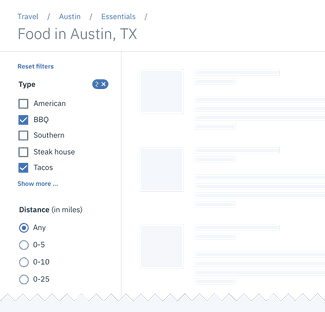 Travel / Austin / Essentials /
Food in Austin, TX
Reset filters
Type 2 ×
American
BBQ
Southern
Steak house
Tacos
Show more ...
Distance (in miles)
Any
0-5
0-10
0-25